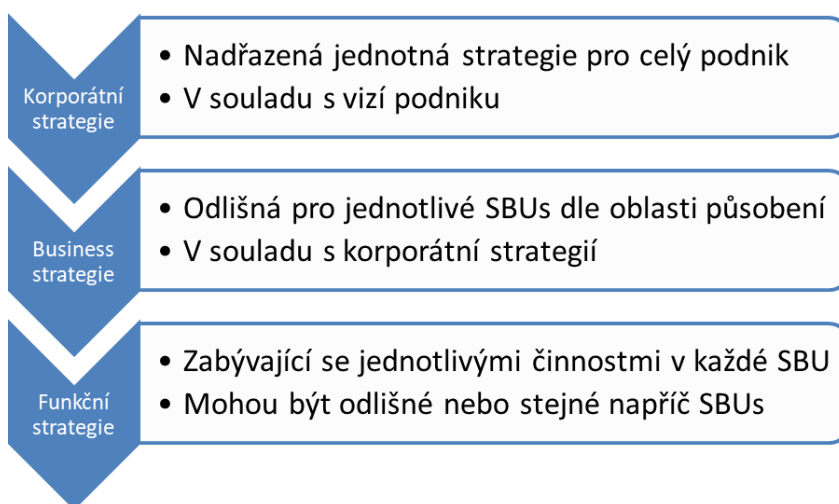 Korporátní
strategie
• Nadřazená jednotná strategie pro celý podnik
• V souladu s vizí podniku
Business
strategie
• Odlišná pro jednotlivé SBUs dle oblasti působení
• V souladu s korporátní strategií
Funkční
strategie
• Zabývající se jednotlivými činnostmi v každé SBU
• Mohou být odlišné nebo stejné napříč SBUs